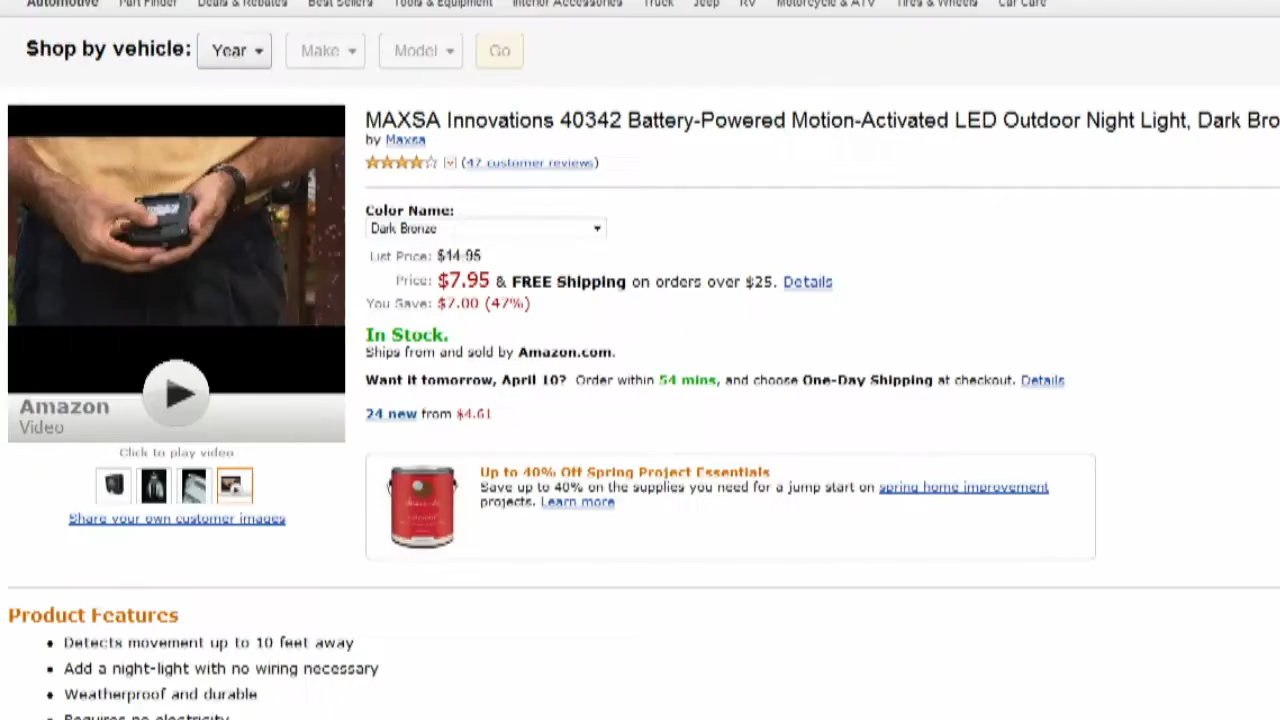 Automotive Part Finder Deals & Rebates Best Sellers Tools & Equipment Interior Accessories Truck Jeep RV Motorcycle & ATV Tires & Wheels Car Care
Shop by vehicle: Year Make Model Go
MAXSA Innovations 40342 Battery-Powered Motion-Activated LED Outdoor Night Light, Dark Bro
by Maxsa
(47 customer reviews)
Color Name:
Dark Bronze
List Price: $14.95
Price: $7.95 & FREE Shipping on orders over $25. Details
You Save: $7.00 (47%)
In Stock.
Ships from and sold by Amazon.com.
Want it tomorrow, April 10? Order within 54 mins, and choose One-Day Shipping at checkout. Details
24 new from $4.61
Amazon
Video
Click to play video
Share your own customer images
Up to 40% Off Spring Project Essentials
Save up to 40% on the supplies you need for a jump start on spring home improvement
projects. Learn more
Product Features
• Detects movement up to 10 feet away
• Add a night-light with no wiring necessary
• Weatherproof and durable
• Requires no electricity